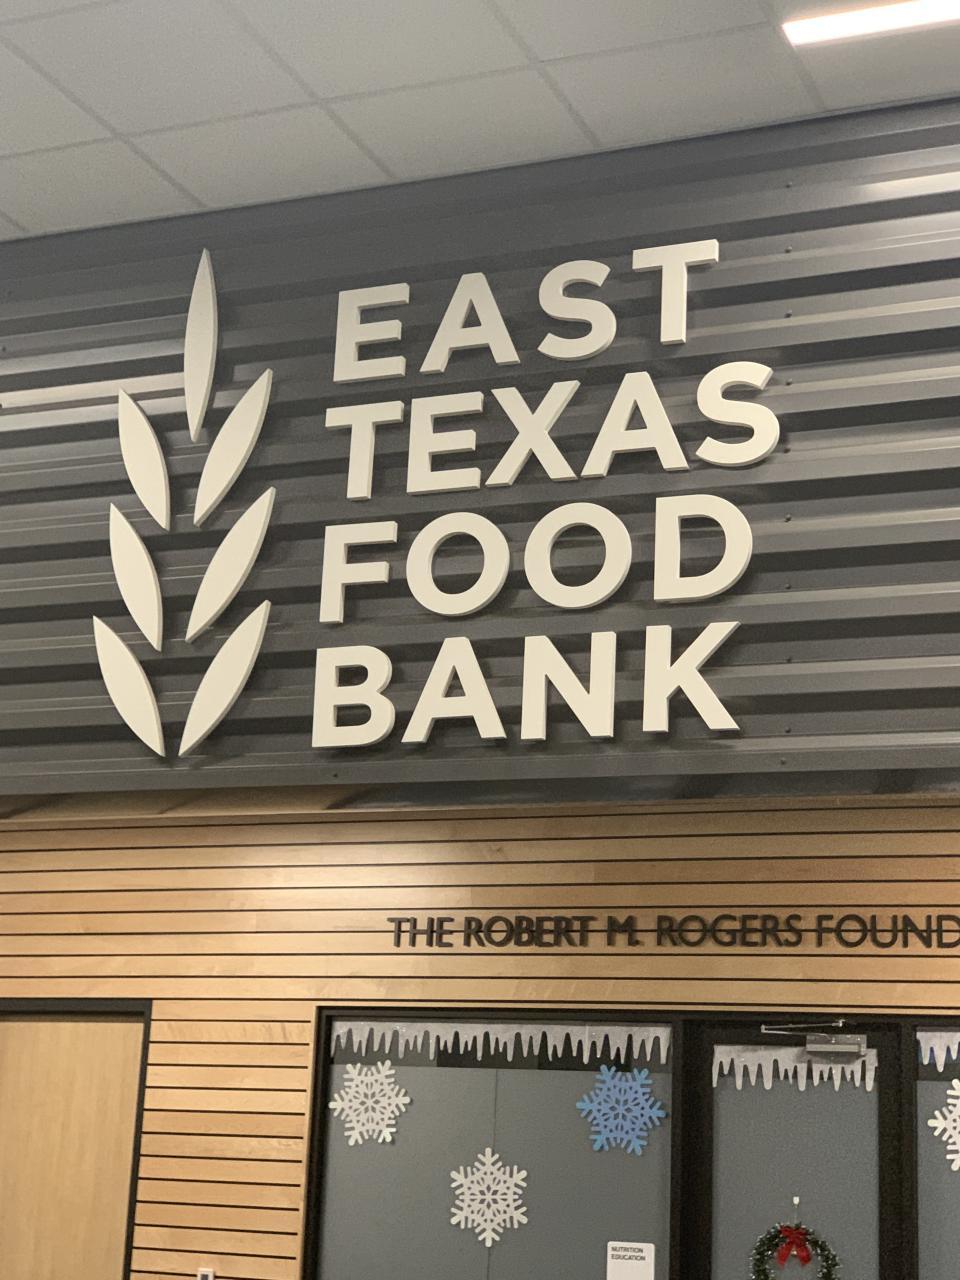 EAST
TEXAS
FOOD
BANK
THE ROBERT M. ROGERS FOUND
NUTRITION
EDUCATION